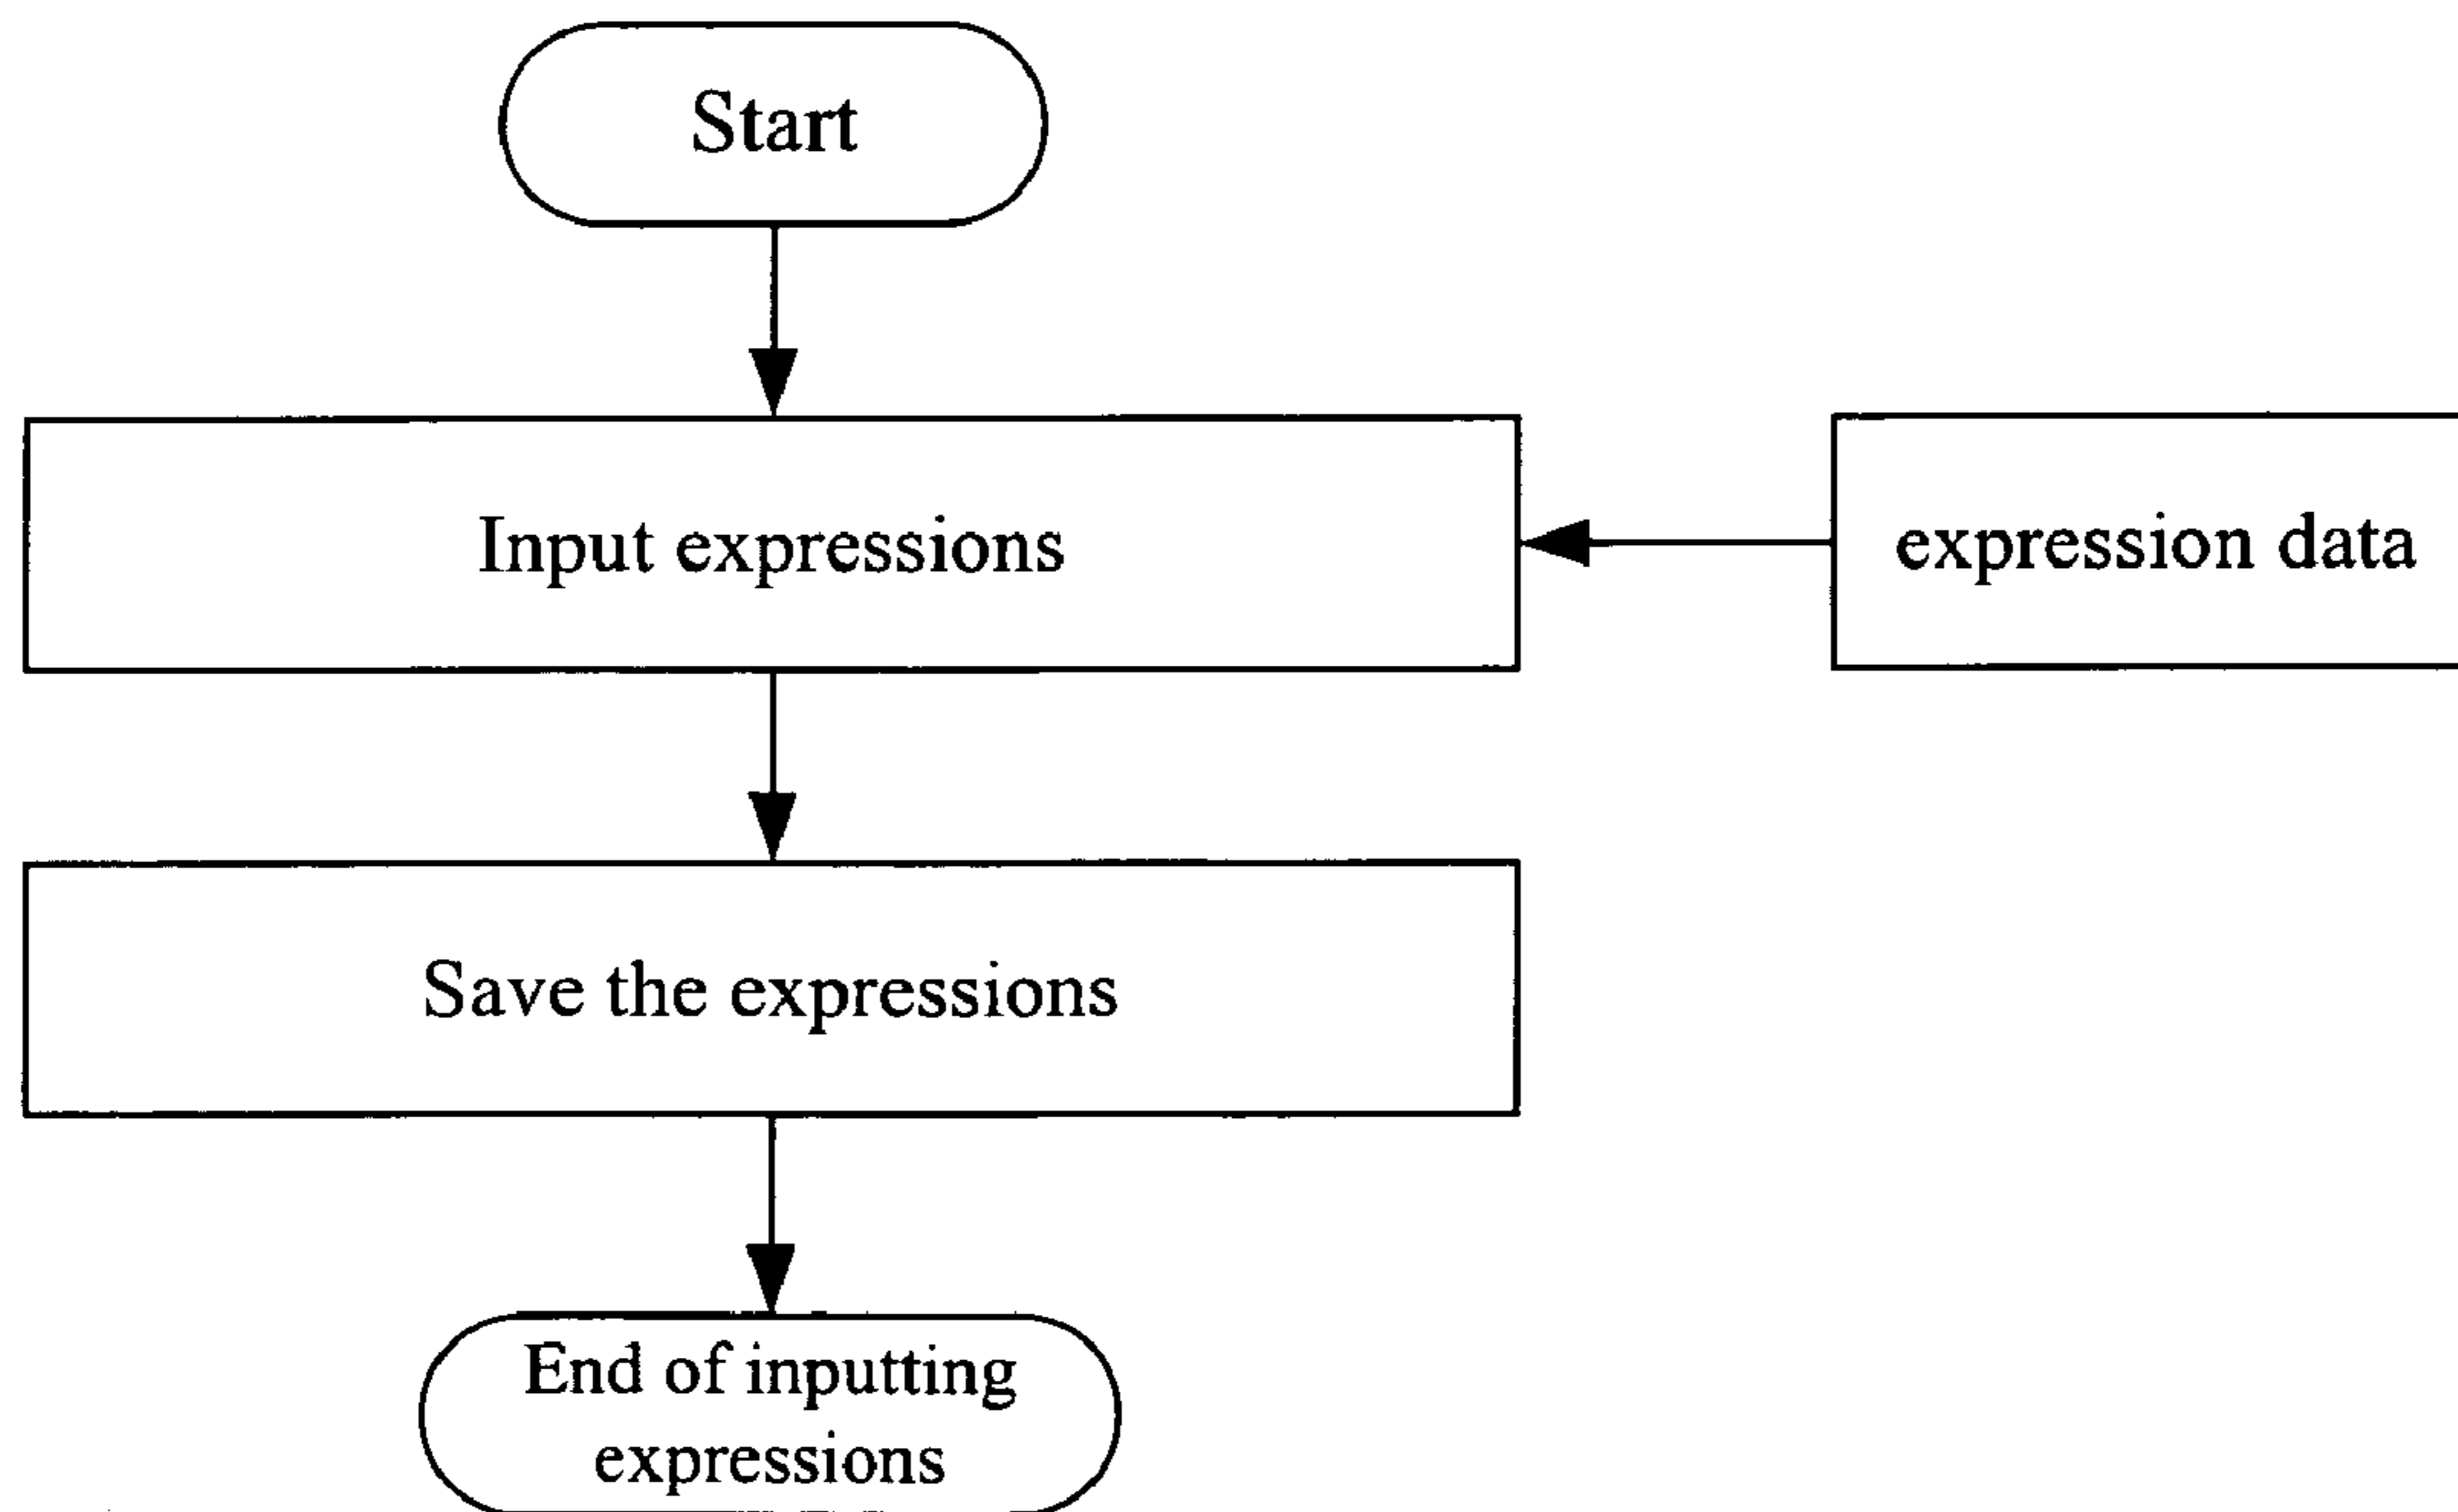 Start
Input expressions
expression data
Save the expressions
End of inputting
expressions